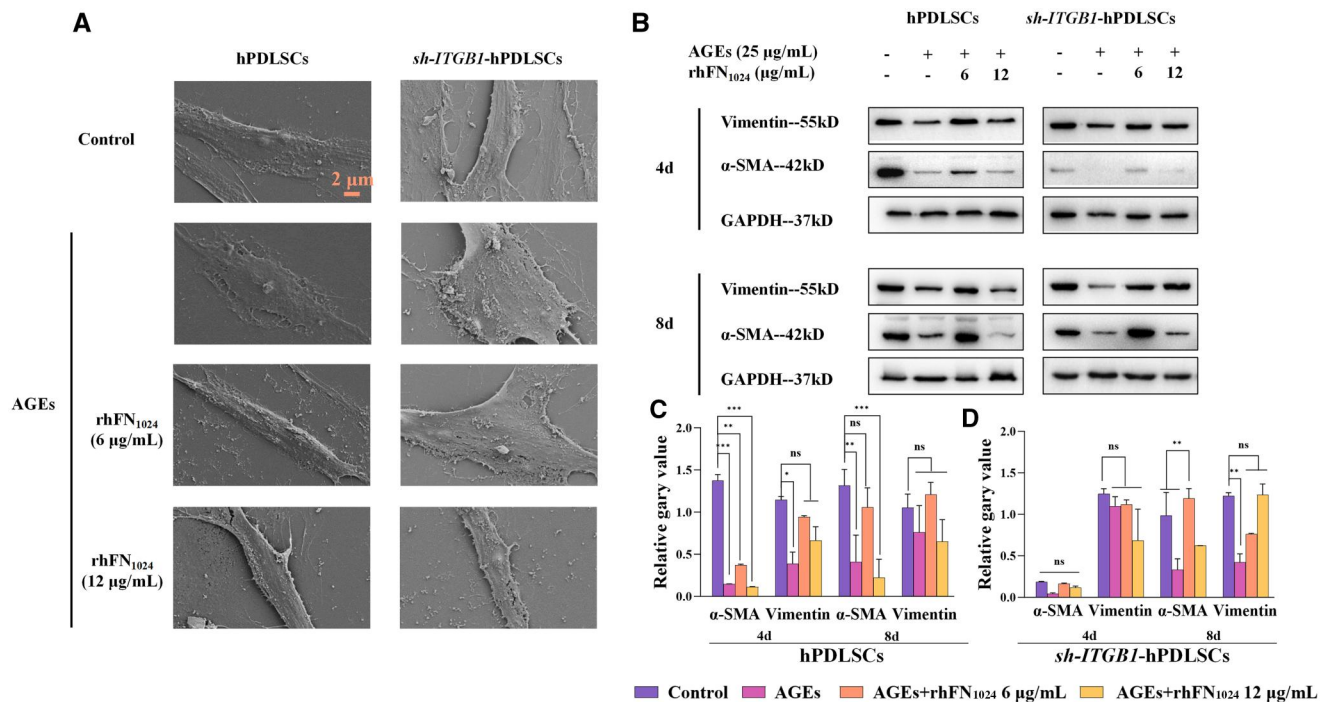 A
hPDLSCs
sh-ITGB1-hPDLSCs
Control
2 μm
AGEs
rhFN1024
(6 μg/mL)
rhFN1024
(12 μg/mL)
B
hPDLSCs
sh-ITGB1-hPDLSCs
AGEs (25 μg/mL) - + + + - + + +
rhFN1024 (μg/mL) - - 6 12 - - 6 12
4d
Vimentin--55kD
α-SMA--42kD
GAPDH--37kD
8d
Vimentin--55kD
α-SMA--42kD
GAPDH--37kD
C
Relative gary value
2.0
1.5
1.0
0.5
0.0
***
**
***
ns
*
***
ns
**
ns
α-SMA Vimentin α-SMA Vimentin
4d 8d
hPDLSCs
D
Relative gary value
2.0
1.5
1.0
0.5
0.0
ns
ns
**
ns
**
α-SMA Vimentin α-SMA Vimentin
4d 8d
sh-ITGB1-hPDLSCs
Control AGEs AGEs+rhFN1024 6 μg/mL AGEs+rhFN1024 12 μg/mL